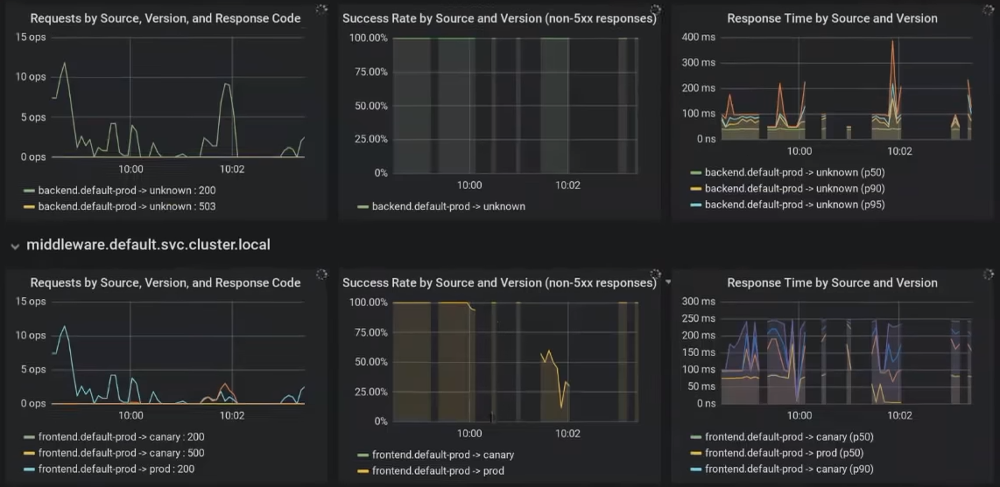 Requests by Source, Version, and Response Code
15 ops
10 ops
5 ops
0 ops
10:00
10:02
backend.default-prod -> unknown : 200
backend.default-prod -> unknown : 503
Success Rate by Source and Version (non-5xx responses)
100.00%
75.00%
50.00%
25.00%
0%
10:00
10:02
backend.default-prod -> unknown
Response Time by Source and Version
400 ms
300 ms
200 ms
100 ms
0 ns
10:00
10:02
backend.default-prod -> unknown (p50)
backend.default-prod -> unknown (p90)
backend.default-prod -> unknown (p95)
middleware.default.svc.cluster.local
Requests by Source, Version, and Response Code
15 ops
10 ops
5 ops
0 ops
10:00
10:02
frontend.default-prod -> canary : 200
frontend.default-prod -> canary : 500
frontend.default-prod -> prod : 200
Success Rate by Source and Version (non-5xx responses)
100.00%
75.00%
50.00%
25.00%
0%
10:00
10:02
frontend.default-prod -> canary
frontend.default-prod -> prod
Response Time by Source and Version
300 ms
250 ms
200 ms
150 ms
100 ms
50 ms
0 ns
10:00
10:02
frontend.default-prod -> canary (p50)
frontend.default-prod -> prod (p50)
frontend.default-prod -> canary (p90)